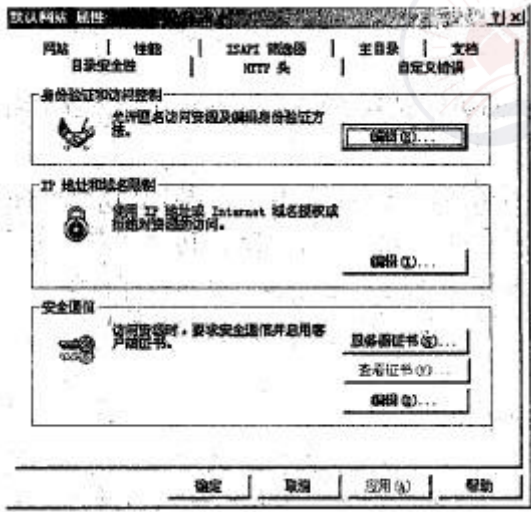 默认网站 属性
网站 性能 ISAPI 筛选器 主目录 文档
目录安全性 HTTP 头 自定义错误
身份验证和访问控制
允许匿名访问资源及编辑身份验证方
法。
编辑(E)...
IP 地址和域名限制
使用 IP 地址或 Internet 域名授权或
拒绝对资源的访问。
编辑(I)...
安全通信
访问资源时,要求安全通信并启用客
户端证书。
服务器证书(S)...
查看证书(V)...
编辑(D)...
确定 取消 应用(A) 帮助